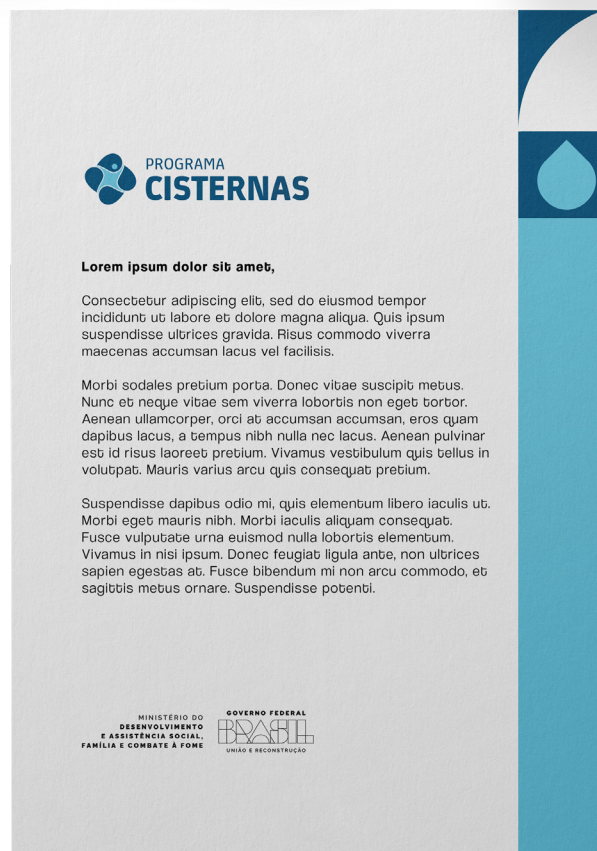 PROGRAMA
CISTERNAS
Lorem ipsum dolor sit amet,
Consectetur adipiscing elit, sed do eiusmod tempor
incididunt ut labore et dolore magna aliqua. Quis ipsum
suspendisse ultrices gravida. Risus commodo viverra
maecenas accumsan lacus vel facilisis.
Morbi sodales pretium porta. Donec vitae suscipit metus.
Nunc et neque vitae sem viverra lobortis non eget tortor.
Aenean ullamcorper, orci at accumsan accumsan, eros quam
dapibus lacus, a tempus nibh nulla nec lacus. Aenean pulvinar
est id risus laoreet pretium. Vivamus vestibulum quis tellus in
volutpat. Mauris varius arcu quis consequat pretium.
Suspendisse dapibus odio mi, quis elementum libero iaculis ut.
Morbi eget mauris nibh. Morbi iaculis aliquam consequat.
Fusce vulputate urna euismod nulla lobortis elementum.
Vivamus in nisi ipsum. Donec feugiat ligula ante, non ultrices
sapien egestas at. Fusce bibendum mi non arcu commodo, et
sagittis metus ornare. Suspendisse potenti.
MINISTÉRIO DO
DESENVOLVIMENTO
E ASSISTÊNCIA SOCIAL,
FAMÍLIA E COMBATE À FOME
GOVERNO FEDERAL
BRASIL
UNIÃO E RECONSTRUÇÃO